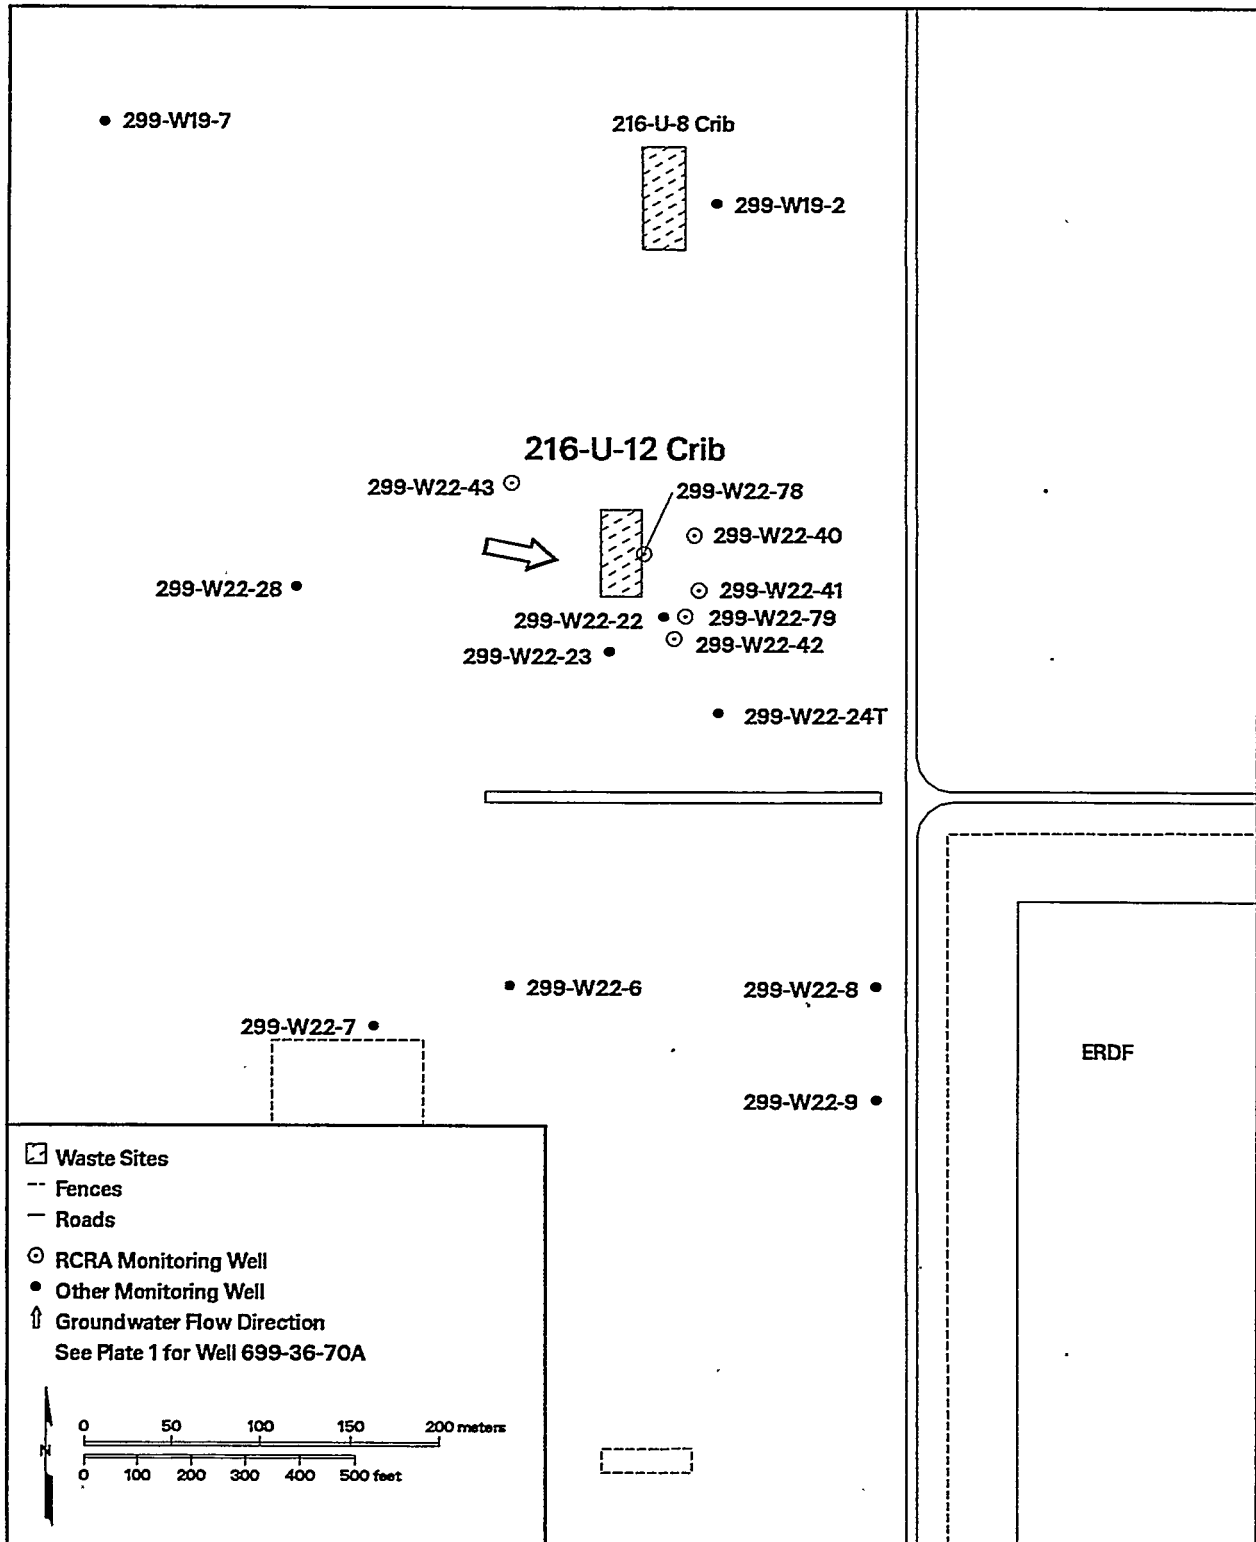 299-W19-7
216-U-8 Crib
299-W19-2
216-U-12 Crib
299-W22-43
299-W22-78
299-W22-40
299-W22-28
299-W22-41
299-W22-22
299-W22-79
299-W22-42
299-W22-23
299-W22-24T
299-W22-6
299-W22-8
299-W22-7
ERDF
299-W22-9
Waste Sites
Fences
Roads
RCRA Monitoring Well
Other Monitoring Well
Groundwater Flow Direction
See Plate 1 for Well 699-36-70A
0 50 100 150 200 meters
N
0 100 200 300 400 500 feet